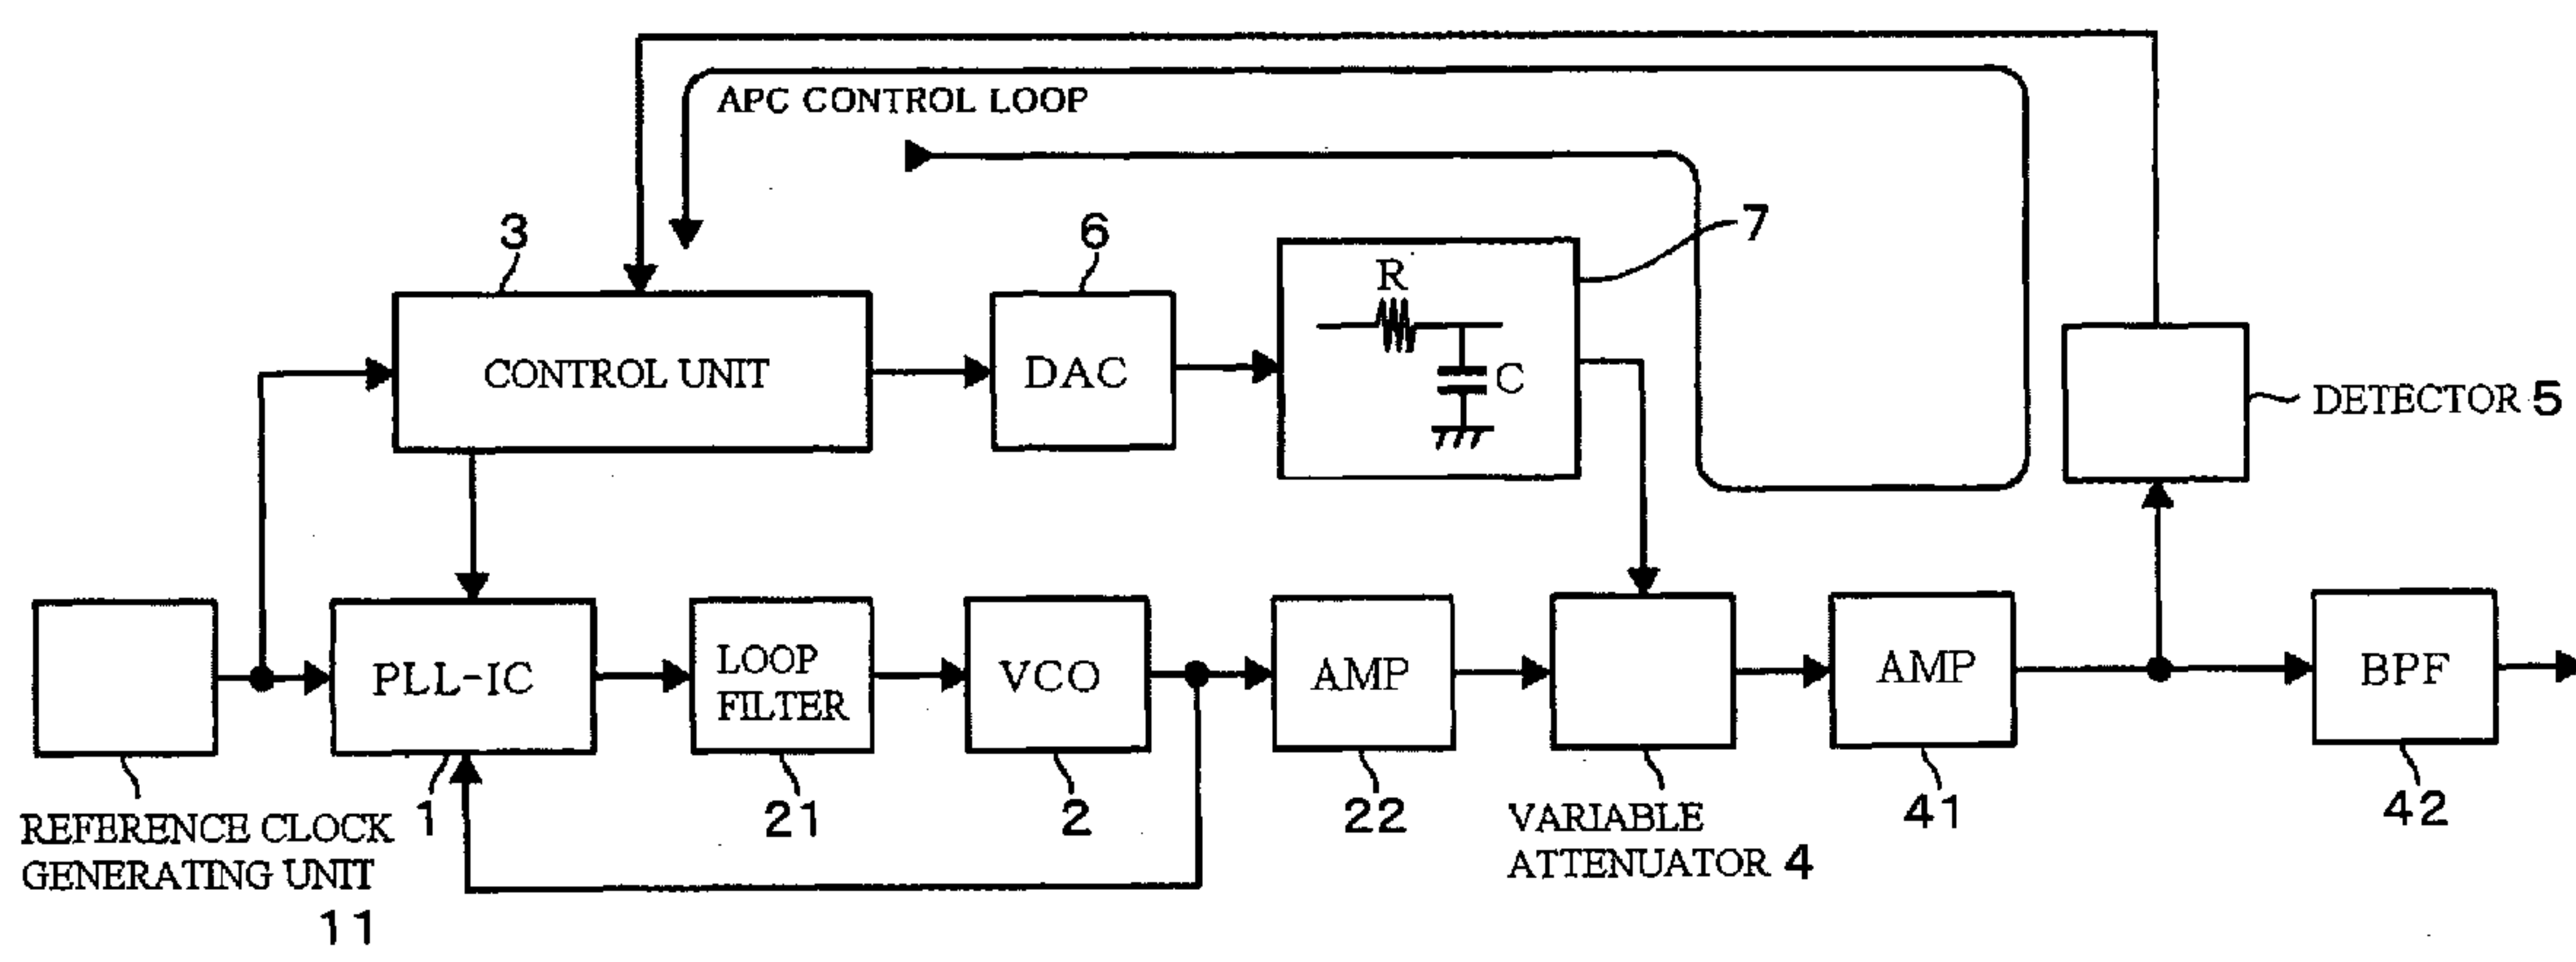 APC CONTROL LOOP
3
6
7
R
CONTROL UNIT
DAC
C
DETECTOR 5
PLL-IC
LOOP
FILTER
VCO
AMP
AMP
BPF
1
21
2
22
41
42
REFERENCE CLOCK
GENERATING UNIT
11
VARIABLE
ATTENUATOR 4